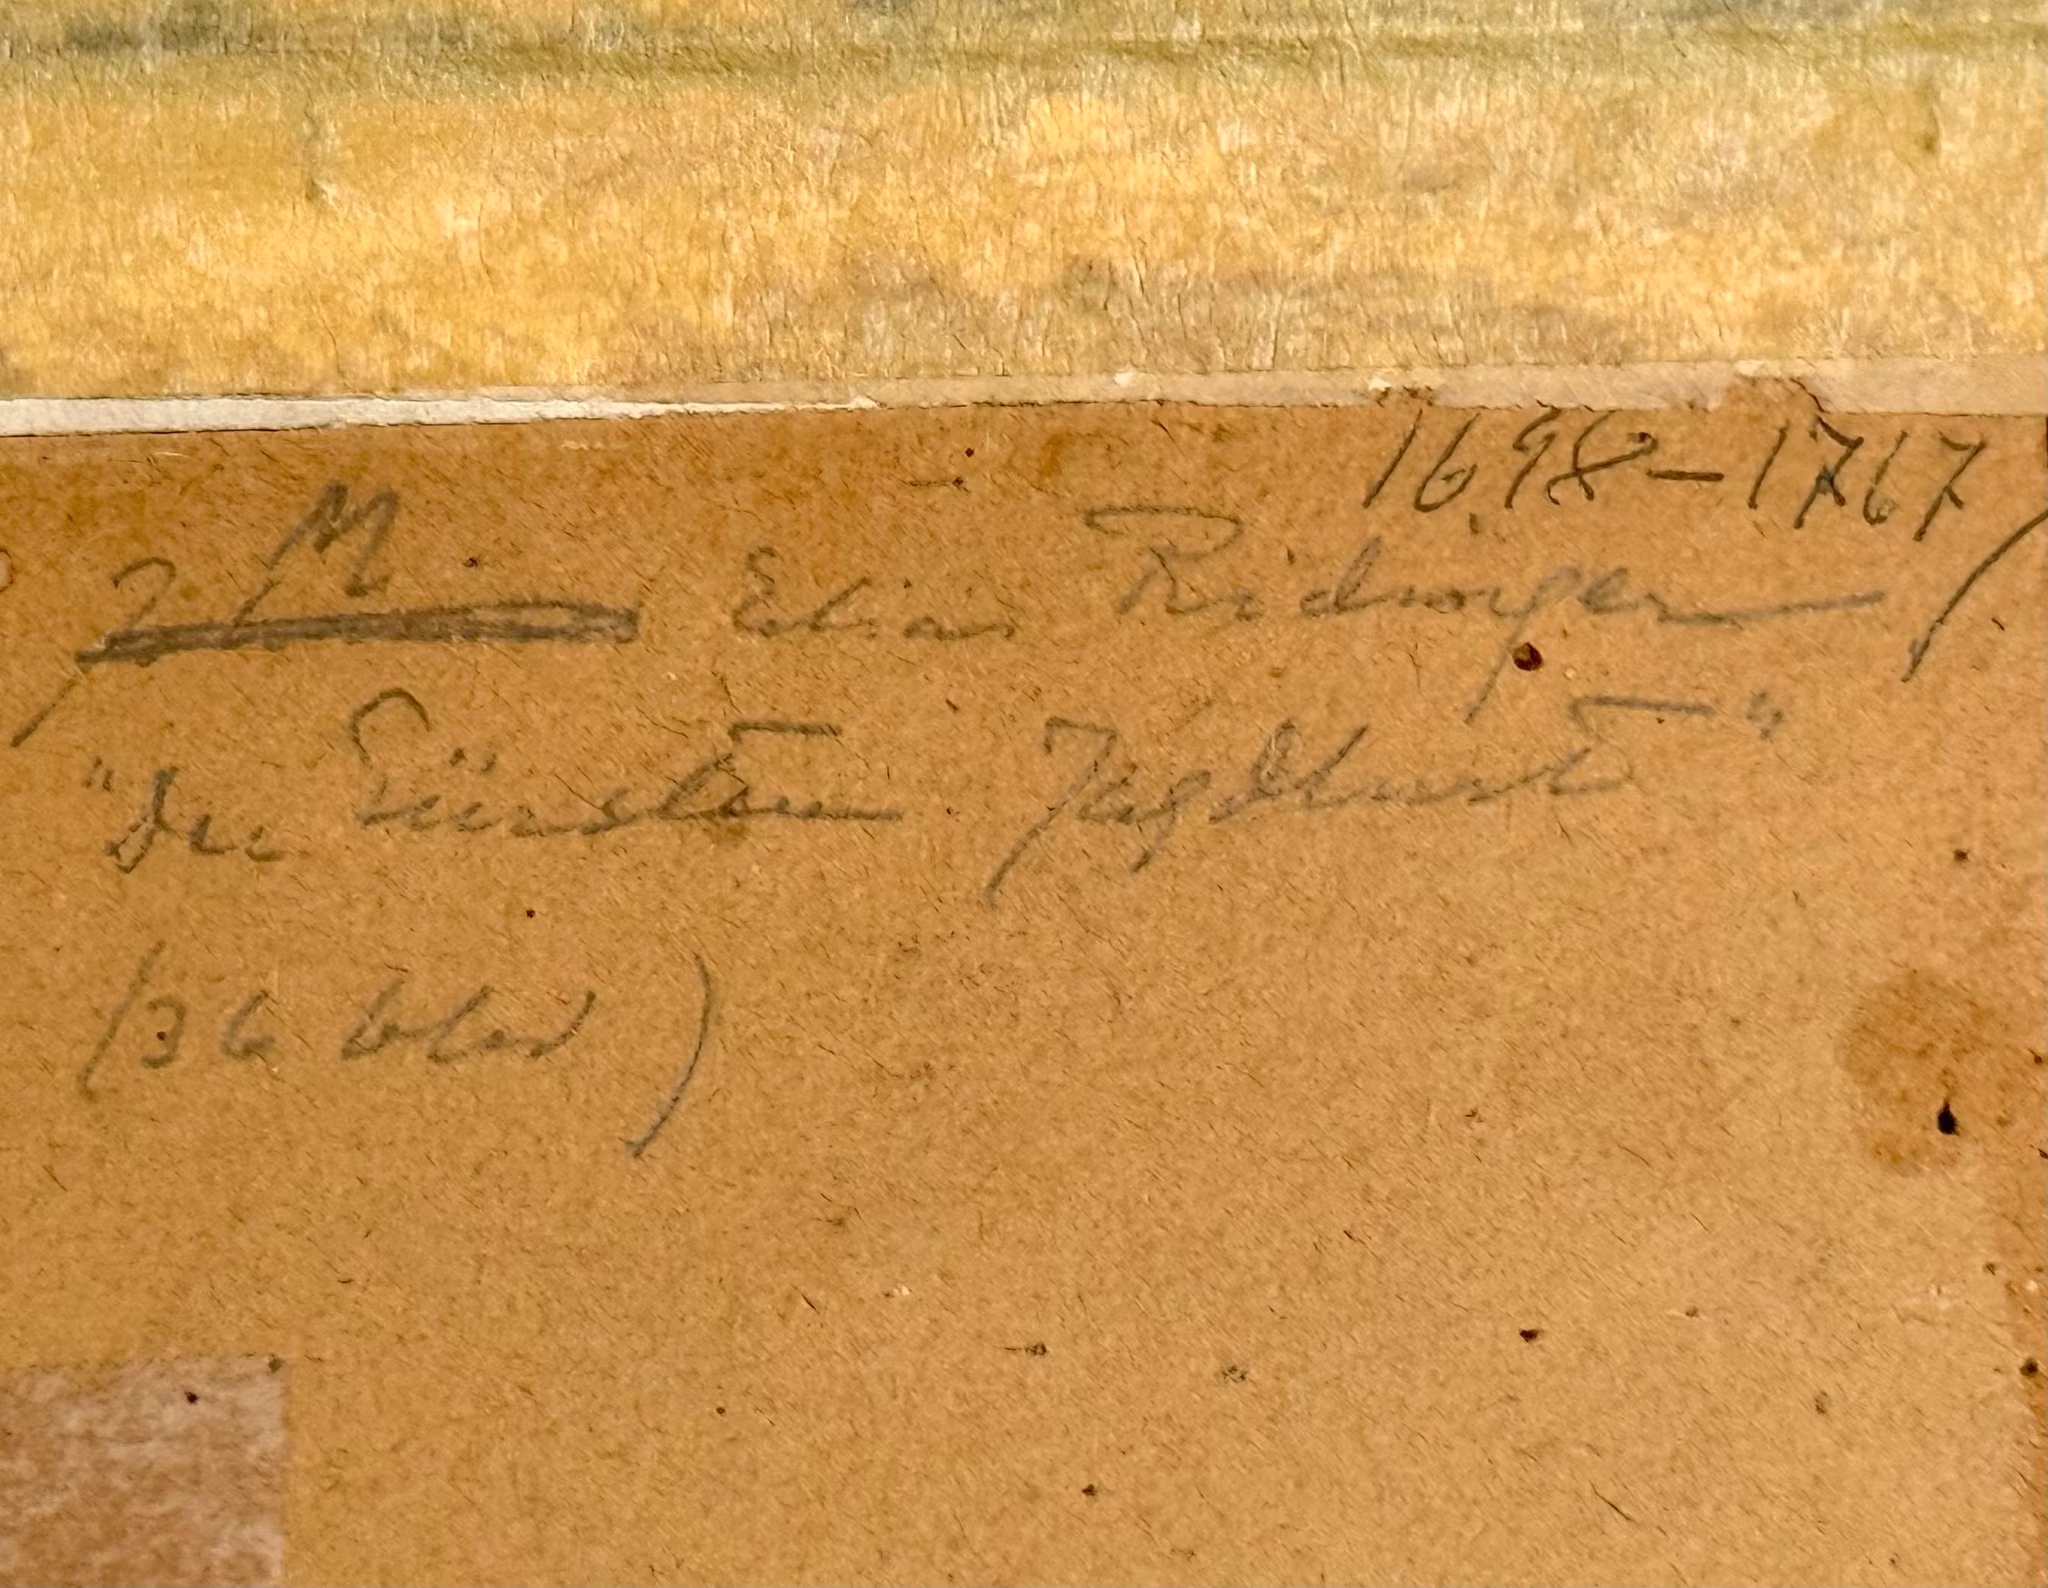 1698-1767)
J M Elias Ridinger
"Der Fürsten Jagdlust"
(36 blad)